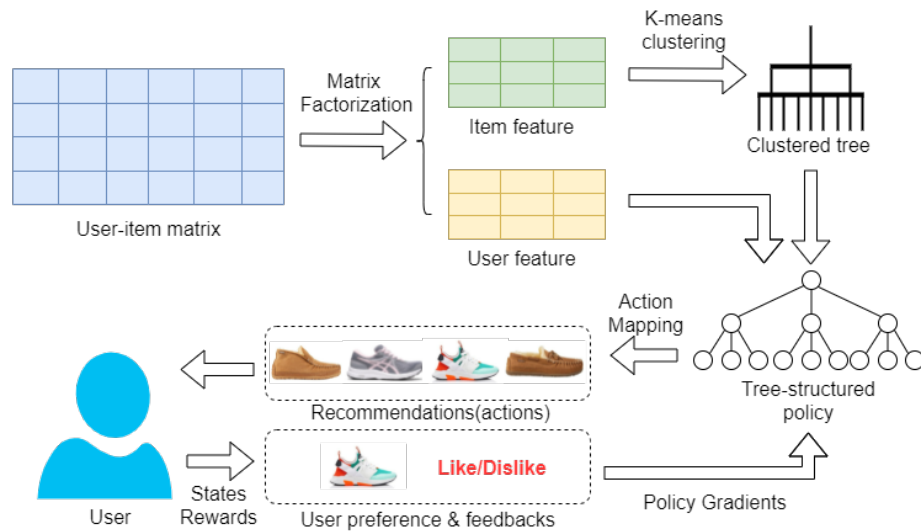 K-means
clustering
Matrix
Factorization
Item feature
Clustered tree
User-item matrix
User feature
Action
Mapping
Recommendations(actions)
Tree-structured
policy
Like/Dislike
States
Rewards
User
User preference & feedbacks
Policy Gradients